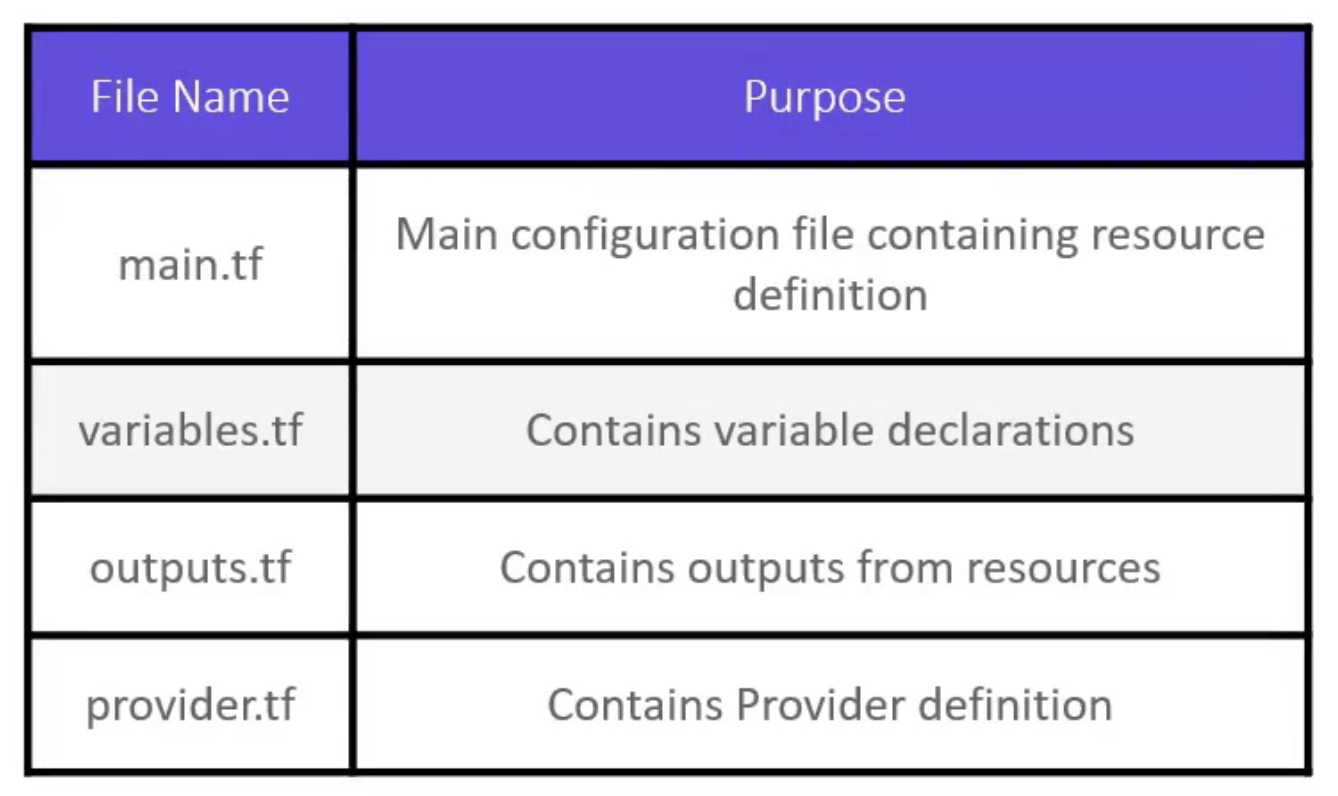 File Name
Purpose
main.tf
Main configuration file containing resource
definition
variables.tf
Contains variable declarations
outputs.tf
Contains outputs from resources
provider.tf
Contains Provider definition